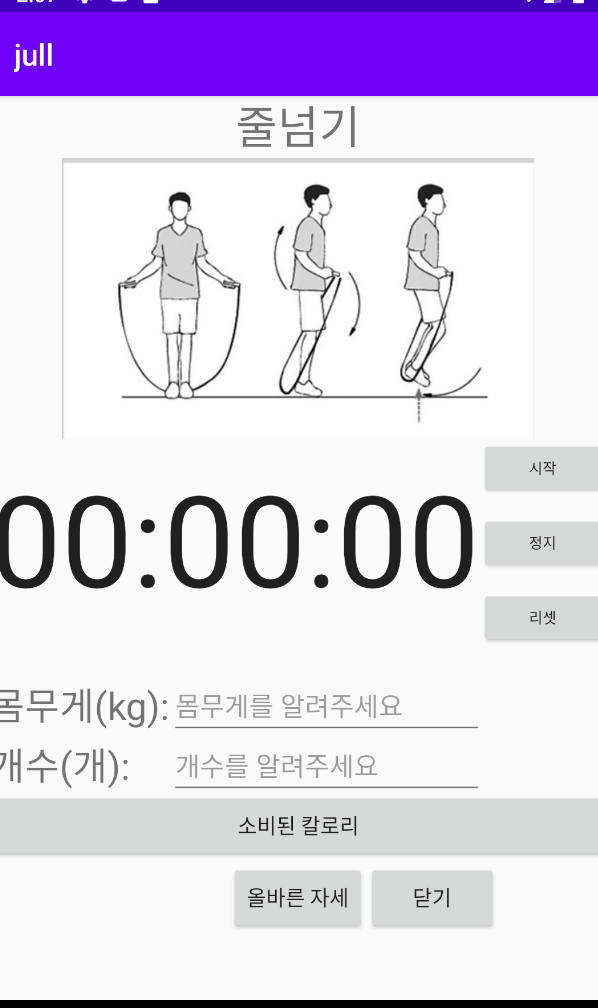 jull
줄넘기
시작
00:00:00
정지
리셋
몸무게(kg): 몸무게를 알려주세요
개수(개): 개수를 알려주세요
소비된 칼로리
올바른 자세 닫기